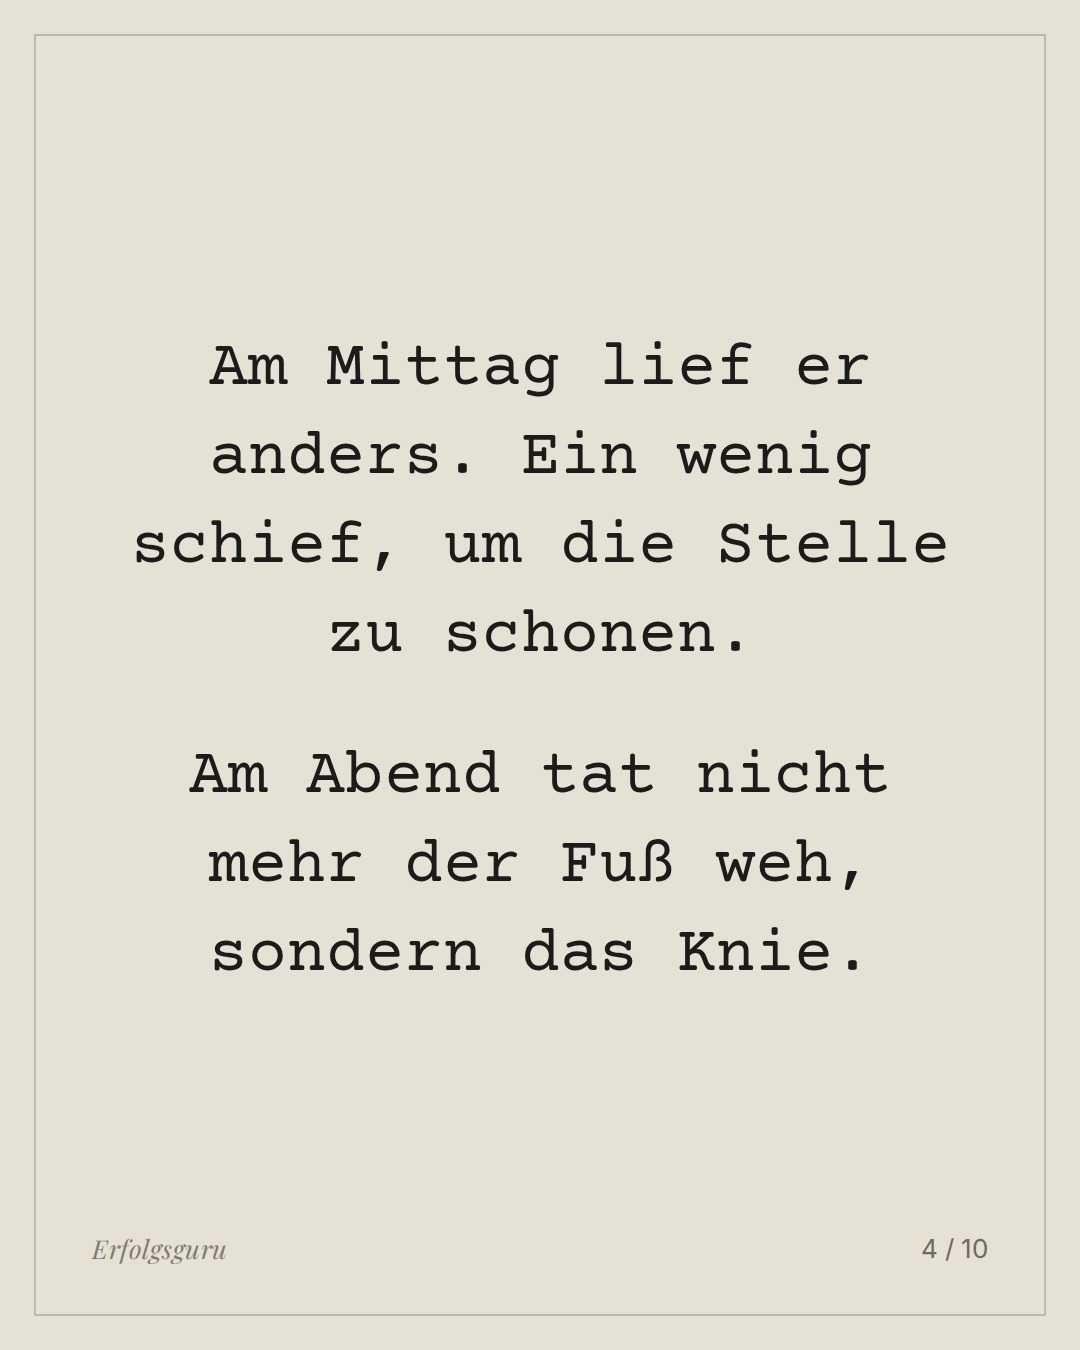 Am Mittag lief er
anders. Ein wenig
schief, um die Stelle
zu schonen.
Am Abend tat nicht
mehr der Fuß weh,
sondern das Knie.
Erfolgsguru
4 / 10